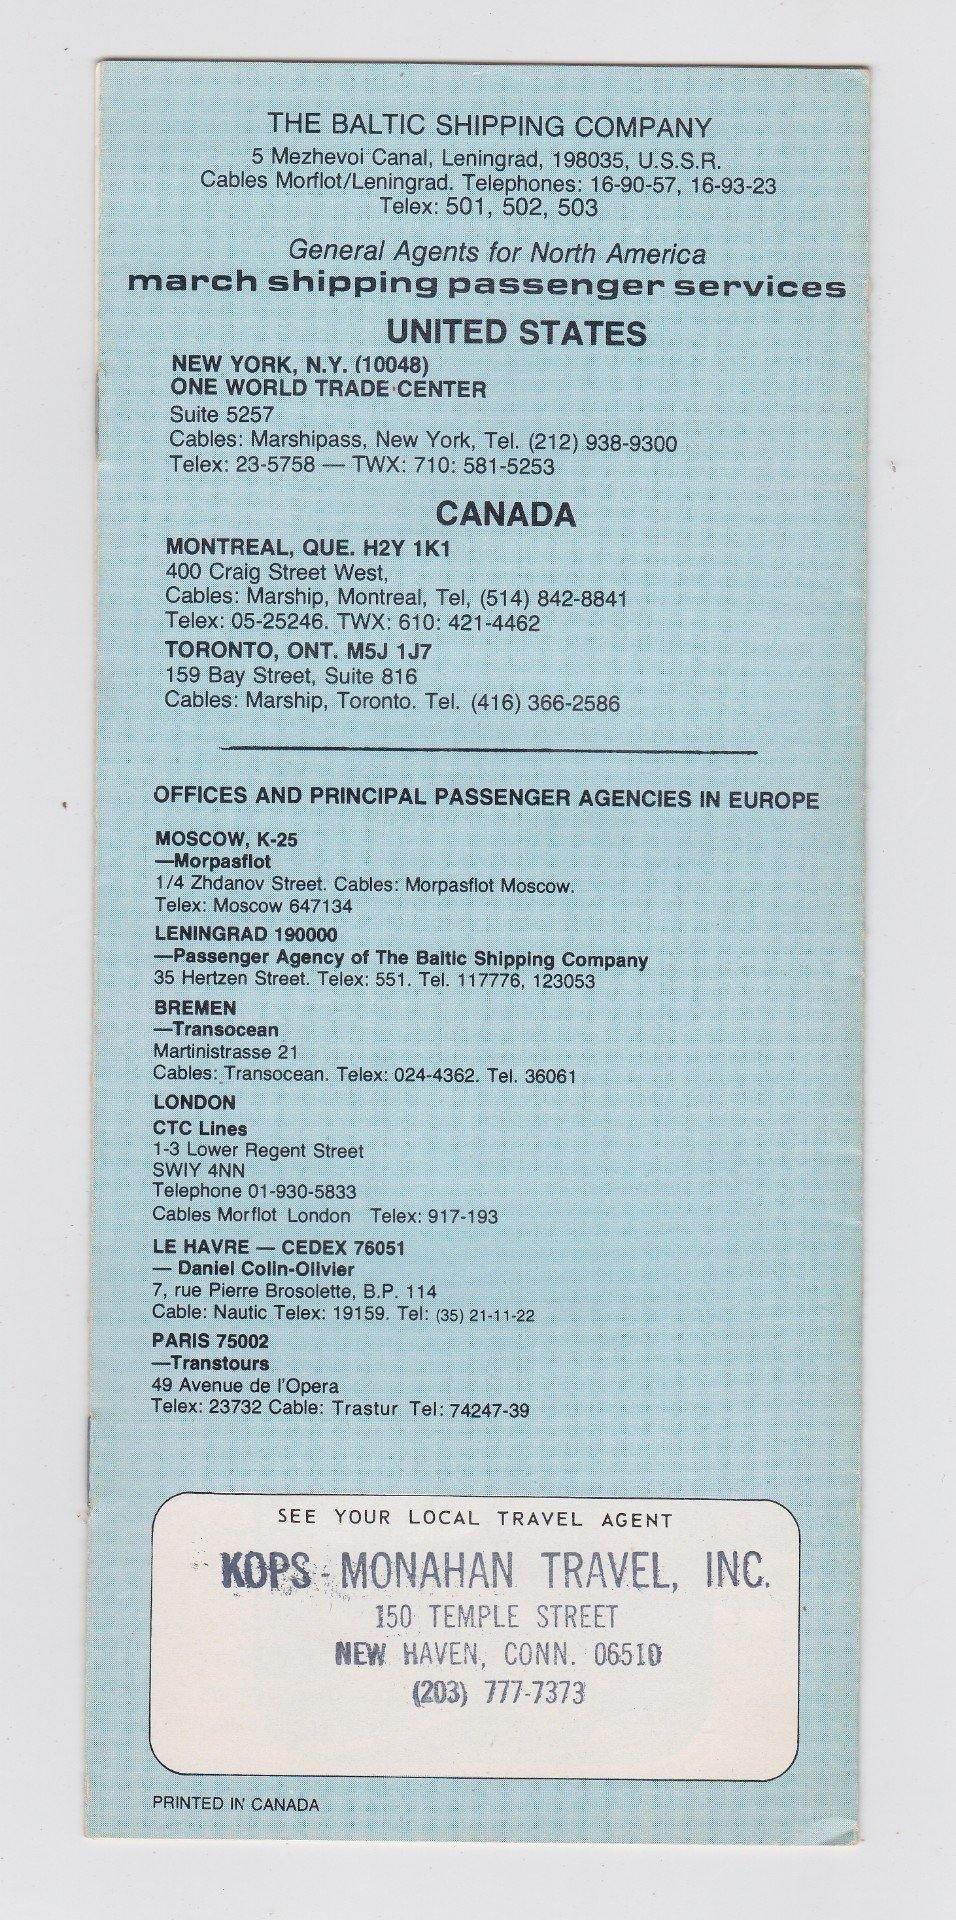 THE BALTIC SHIPPING COMPANY
5 Mezhevoi Canal, Leningrad, 198035, U.S.S.R.
Cables Morflot/Leningrad. Telephones: 16-90-57, 16-93-23
Telex: 501, 502, 503
General Agents for North America
march shipping passenger services
UNITED STATES
NEW YORK, N.Y. (10048)
ONE WORLD TRADE CENTER
Suite 5257
Cables: Marshipass, New York, Tel. (212) 938-9300
Telex: 23-5758 — TWX: 710: 581-5253
CANADA
MONTREAL, QUE. H2Y 1K1
400 Craig Street West,
Cables: Marship, Montreal, Tel, (514) 842-8841
Telex: 05-25246. TWX: 610: 421-4462
TORONTO, ONT. M5J 1J7
159 Bay Street, Suite 816
Cables: Marship, Toronto. Tel. (416) 366-2586
OFFICES AND PRINCIPAL PASSENGER AGENCIES IN EUROPE
MOSCOW, K-25
—Morpasflot
1/4 Zhdanov Street. Cables: Morpasflot Moscow.
Telex: Moscow 647134
LENINGRAD 190000
—Passenger Agency of The Baltic Shipping Company
35 Hertzen Street. Telex: 551. Tel. 117776, 123053
BREMEN
—Transocean
Martinistrasse 21
Cables: Transocean. Telex: 024-4362. Tel. 36061
LONDON
CTC Lines
1-3 Lower Regent Street
SWIY 4NN
Telephone 01-930-5833
Cables Morflot London Telex: 917-193
LE HAVRE — CEDEX 76051
— Daniel Colin-Olivier
7, rue Pierre Brosolette, B.P. 114
Cable: Nautic Telex: 19159. Tel: (35) 21-11-22
PARIS 75002
—Transtours
49 Avenue de l'Opera
Telex: 23732 Cable: Trastur Tel: 74247-39
SEE YOUR LOCAL TRAVEL AGENT
KOPS - MONAHAN TRAVEL, INC.
150 TEMPLE STREET
NEW HAVEN, CONN. 06510
(203) 777-7373
PRINTED IN CANADA